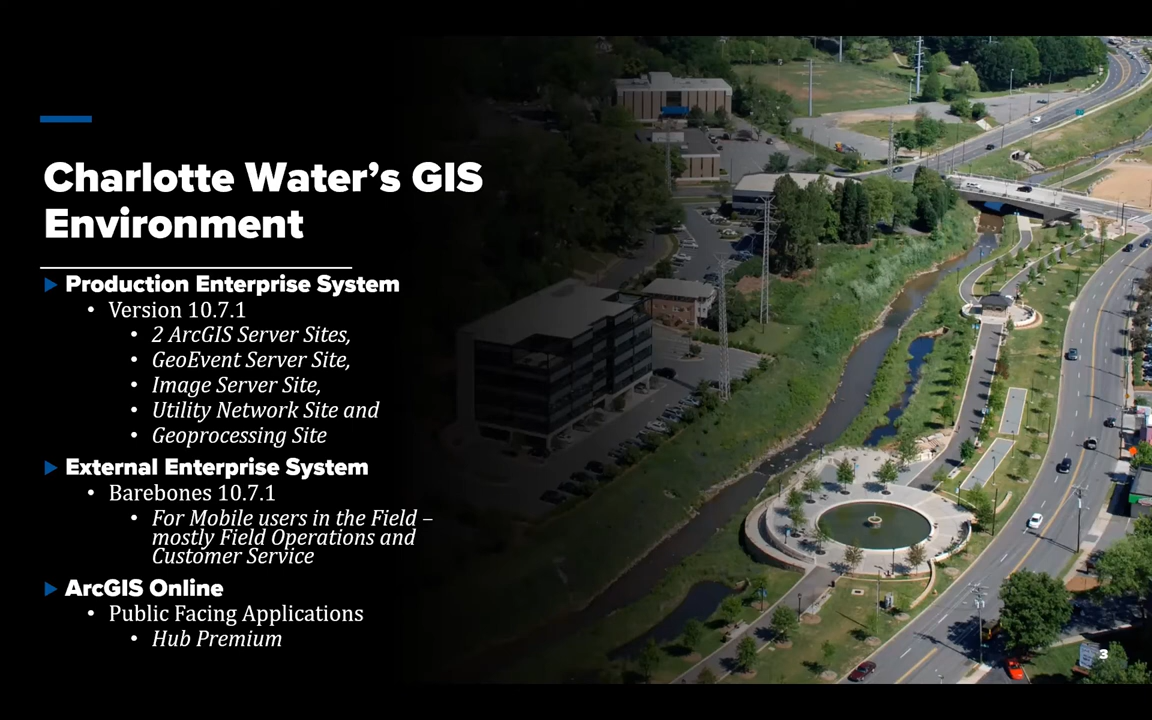 Charlotte Water’s GIS
Environment
Production Enterprise System
• Version 10.7.1
• 2 ArcGIS Server Sites,
• GeoEvent Server Site,
• Image Server Site,
• Utility Network Site and
• Geoprocessing Site
External Enterprise System
• Barebones 10.7.1
• For Mobile users in the Field –
mostly Field Operations and
Customer Service
ArcGIS Online
• Public Facing Applications
• Hub Premium
3